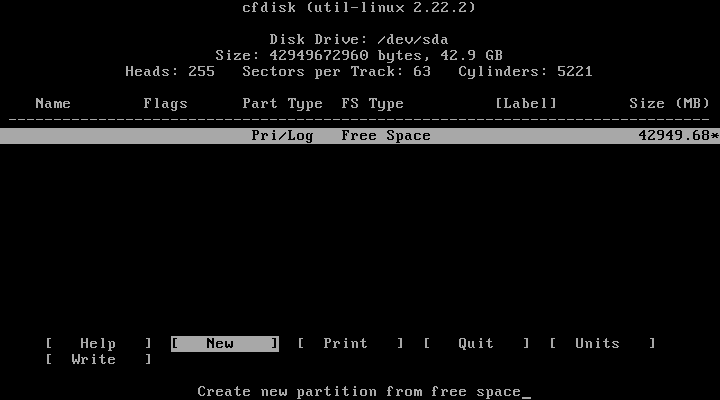 cfdisk (util-linux 2.22.2)
Disk Drive: /dev/sda
Size: 42949672960 bytes, 42.9 GB
Heads: 255   Sectors per Track: 63   Cylinders: 5221
Name   Flags   Part Type   FS Type   [Label]   Size (MB)
------------------------------------------------------------------------------
Pri/Log   Free Space   42949.68*
[   Help   ]  [   New    ]  [  Print   ]  [   Quit   ]  [  Units   ]
[  Write   ]
Create new partition from free space_